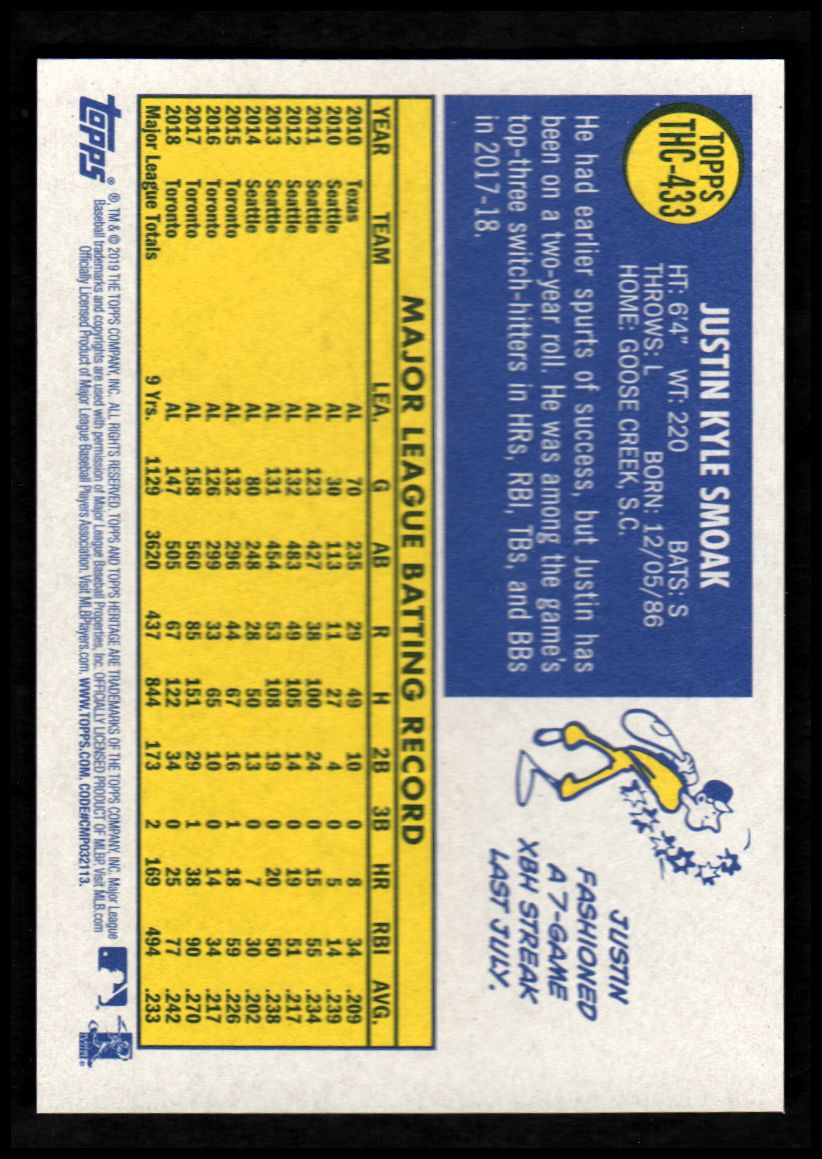 TOPPS
THC-433
JUSTIN KYLE SMOAK
HT: 6'4" WT: 220 BATS: S
THROWS: L BORN: 12/05/86
HOME: GOOSE CREEK, S.C.
He had earlier spurts of success, but Justin has
been on a two-year roll. He was among the game's
top-three switch-hitters in HRs, RBI, TBs, and BBs
in 2017-18.
JUSTIN
FASHIONED
A 7-GAME
XBH STREAK
LAST JULY.
MAJOR LEAGUE BATTING RECORD
YEAR TEAM LEA. G AB R H 2B 3B HR RBI AVG.
2010 Texas AL 70 235 29 49 10 0 8 34 .209
2010 Seattle AL 30 113 11 27 4 0 5 14 .239
2011 Seattle AL 123 427 38 100 24 0 15 55 .234
2012 Seattle AL 132 483 49 105 14 0 19 51 .217
2013 Seattle AL 131 454 53 108 19 0 20 50 .238
2014 Seattle AL 80 248 28 50 13 0 7 30 .202
2015 Toronto AL 132 296 44 67 16 1 18 59 .226
2016 Toronto AL 126 299 33 65 10 0 14 34 .217
2017 Toronto AL 158 560 85 151 29 1 38 90 .270
2018 Toronto AL 147 505 67 122 34 0 25 77 .242
Major League Totals 9 Yrs. 1129 3620 437 844 173 2 169 494 .233
topps®
®, TM & © 2019 THE TOPPS COMPANY, INC. ALL RIGHTS RESERVED. TOPPS AND TOPPS HERITAGE ARE TRADEMARKS OF THE TOPPS COMPANY, INC. Major League
Baseball trademarks and copyrights are used with permission of Major League Baseball Properties, Inc. OFFICIALLY LICENSED PRODUCT OF MLBP. Visit MLB.com
Officially Licensed Product of Major League Baseball Players Association. Visit MLBPlayers.com. WWW.TOPPS.COM. CODE#CMP032113.